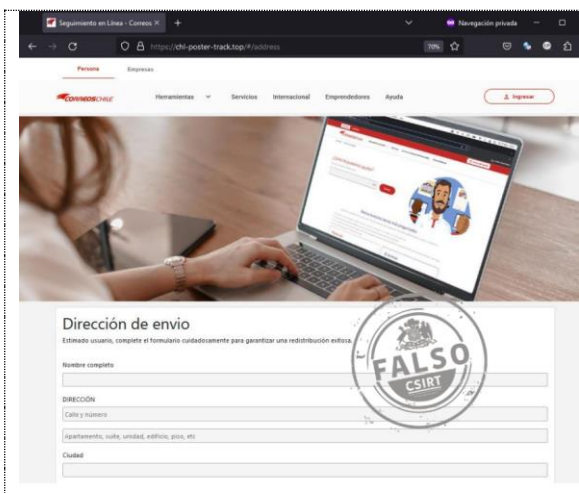 Seguimiento en Línea - Correos
Navegación privada
https://chl-poster-track.top/#/address
70%
Persona
Empresas
CORREOSCHILE
Herramientas
Servicios
Internacional
Emprendedores
Ayuda
Ingresar
Dirección de envio
Estimado usuario, complete el formulario cuidadosamente para garantizar una redistribución exitosa.
FALSO
CSIRT
Nombre completo
DIRECCIÓN
Calle y número
Apartamento, suite, unidad, edificio, piso, etc
Ciudad